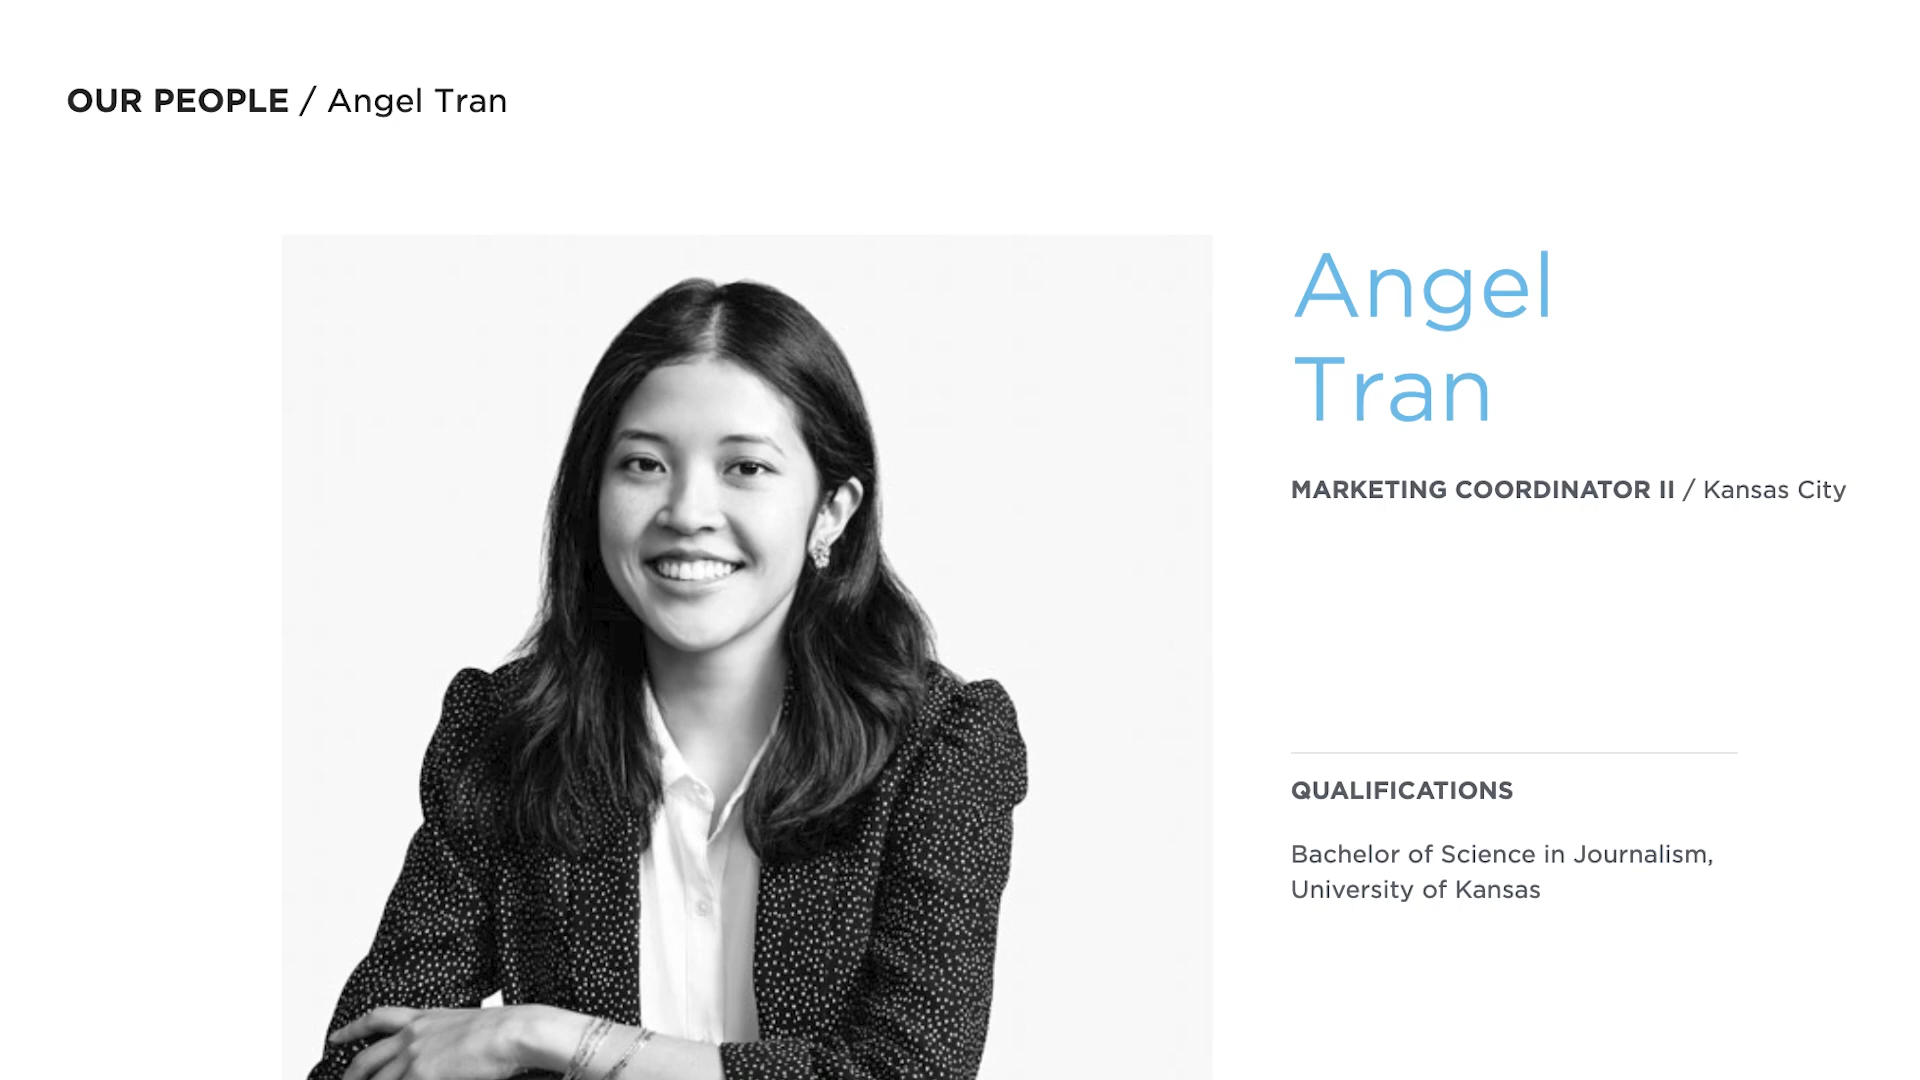 OUR PEOPLE / Angel Tran
Angel
Tran
MARKETING COORDINATOR II / Kansas City
QUALIFICATIONS
Bachelor of Science in Journalism,
University of Kansas